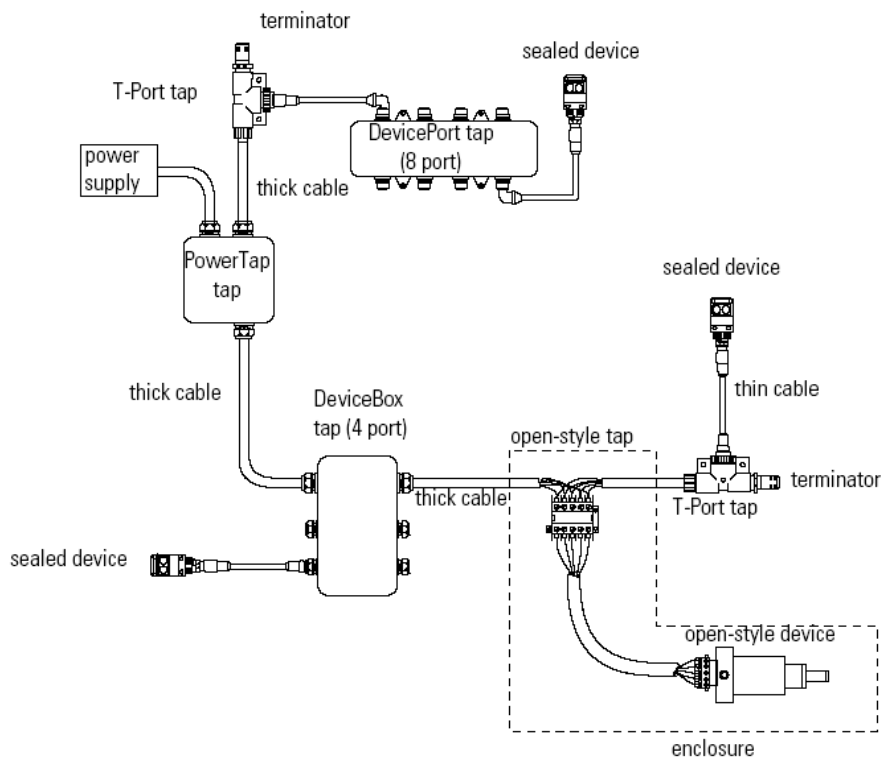 terminator
sealed device
T-Port tap
DevicePort tap
(8 port)
power
supply
thick cable
PowerTap
tap
sealed device
thick cable
thin cable
DeviceBox
tap (4 port)
open-style tap
terminator
thick cable
T-Port tap
sealed device
open-style device
enclosure